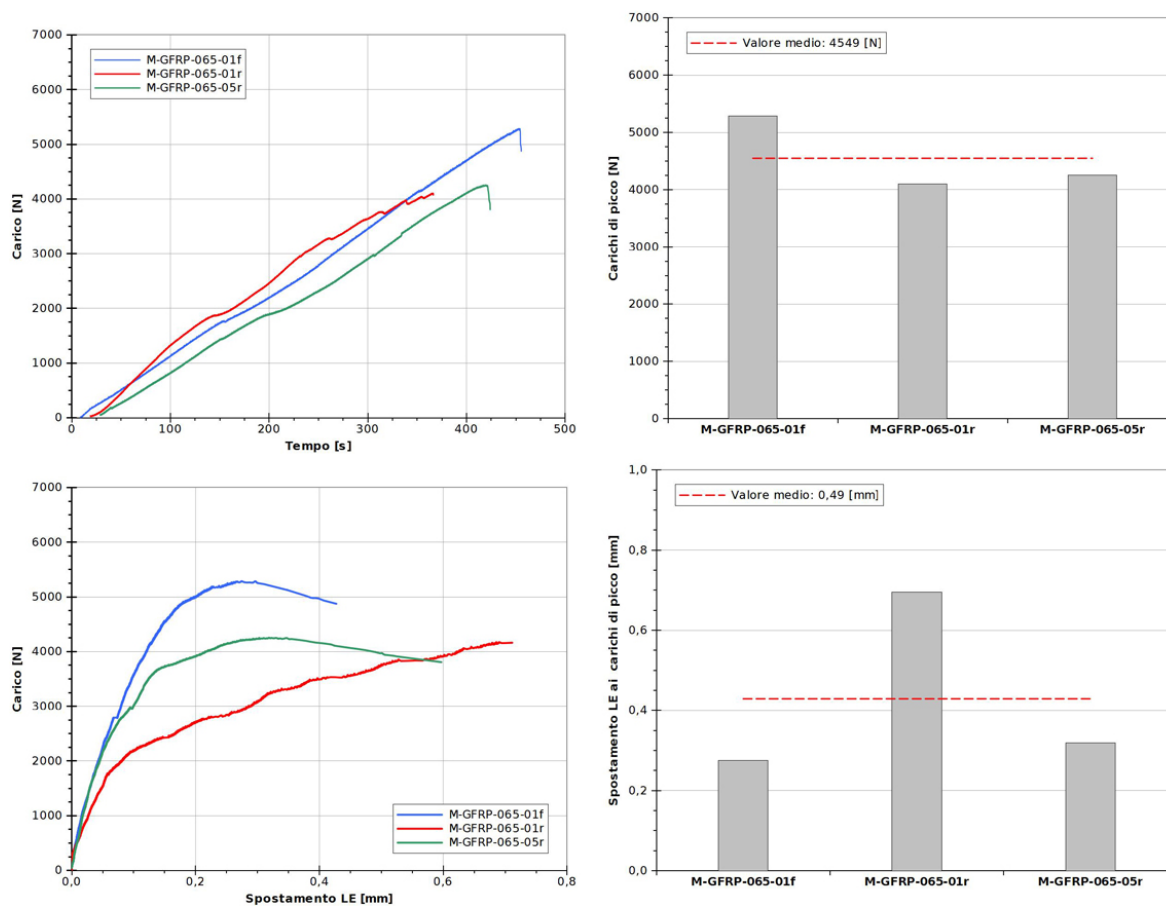 7000
6000
5000
4000
3000
2000
1000
0
Carico [N]
M-GFRP-065-01f
M-GFRP-065-01r
M-GFRP-065-05r
0 100 200 300 400 500
Tempo [s]
7000
6000
5000
4000
3000
2000
1000
0
Carichi di picco [N]
Valore medio: 4549 [N]
M-GFRP-065-01f M-GFRP-065-01r M-GFRP-065-05r
7000
6000
5000
4000
3000
2000
1000
0
Carico [N]
M-GFRP-065-01f
M-GFRP-065-01r
M-GFRP-065-05r
0,0 0,2 0,4 0,6 0,8
Spostamento LE [mm]
1,0
0,8
0,6
0,4
0,2
0,0
Spostamento LE ai carichi di picco [mm]
Valore medio: 0,49 [mm]
M-GFRP-065-01f M-GFRP-065-01r M-GFRP-065-05r